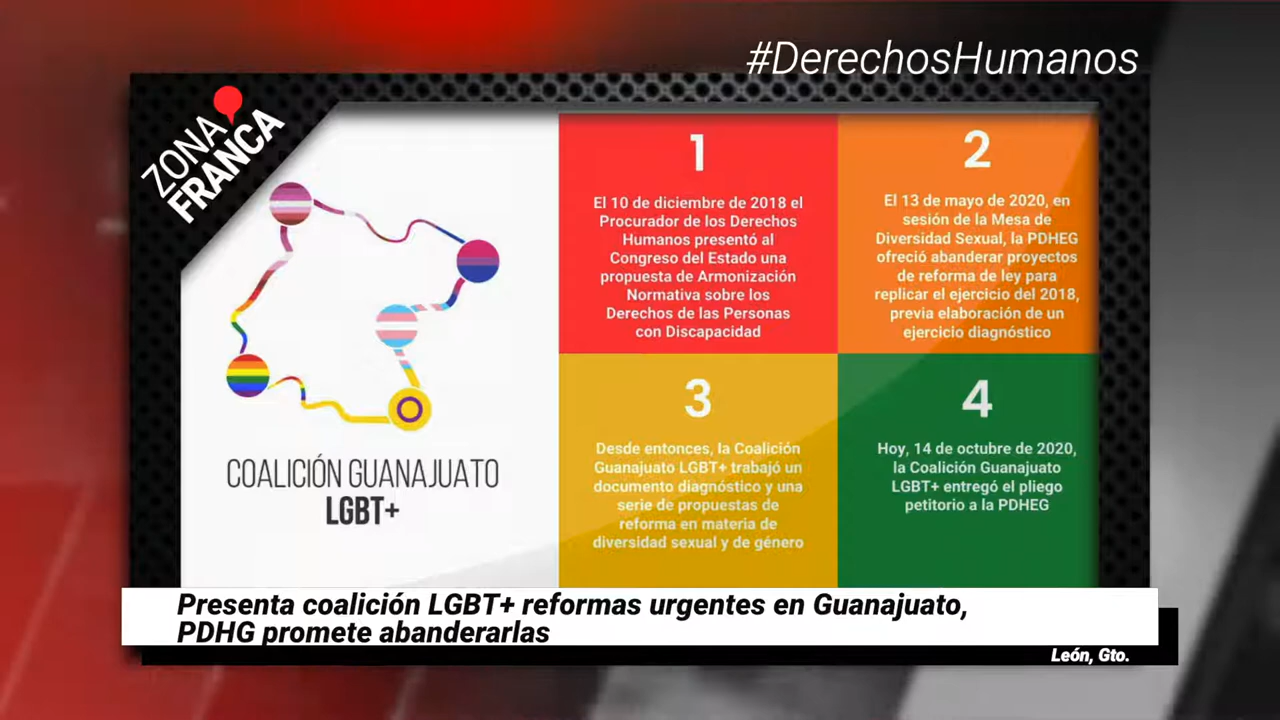 #DerechosHumanos
ZONA
FRANCA
COALICIÓN GUANAJUATO
LGBT+
1
El 10 de diciembre de 2018 el
Procurador de los Derechos
Humanos presentó al
Congreso del Estado una
propuesta de Armonización
Normativa sobre los
Derechos de las Personas
con Discapacidad
2
El 13 de mayo de 2020, en
sesión de la Mesa de
Diversidad Sexual, la PDHEG
ofreció abanderar proyectos
de reforma de ley para
replicar el ejercicio del 2018,
previa elaboración de un
ejercicio diagnóstico
3
Desde entonces, la Coalición
Guanajuato LGBT+ trabajó un
documento diagnóstico y una
serie de propuestas de
reforma en materia de
diversidad sexual y de género
4
Hoy, 14 de octubre de 2020,
la Coalición Guanajuato
LGBT+ entregó el pliego
petitorio a la PDHEG
Presenta coalición LGBT+ reformas urgentes en Guanajuato,
PDHG promete abanderarlas
León, Gto.